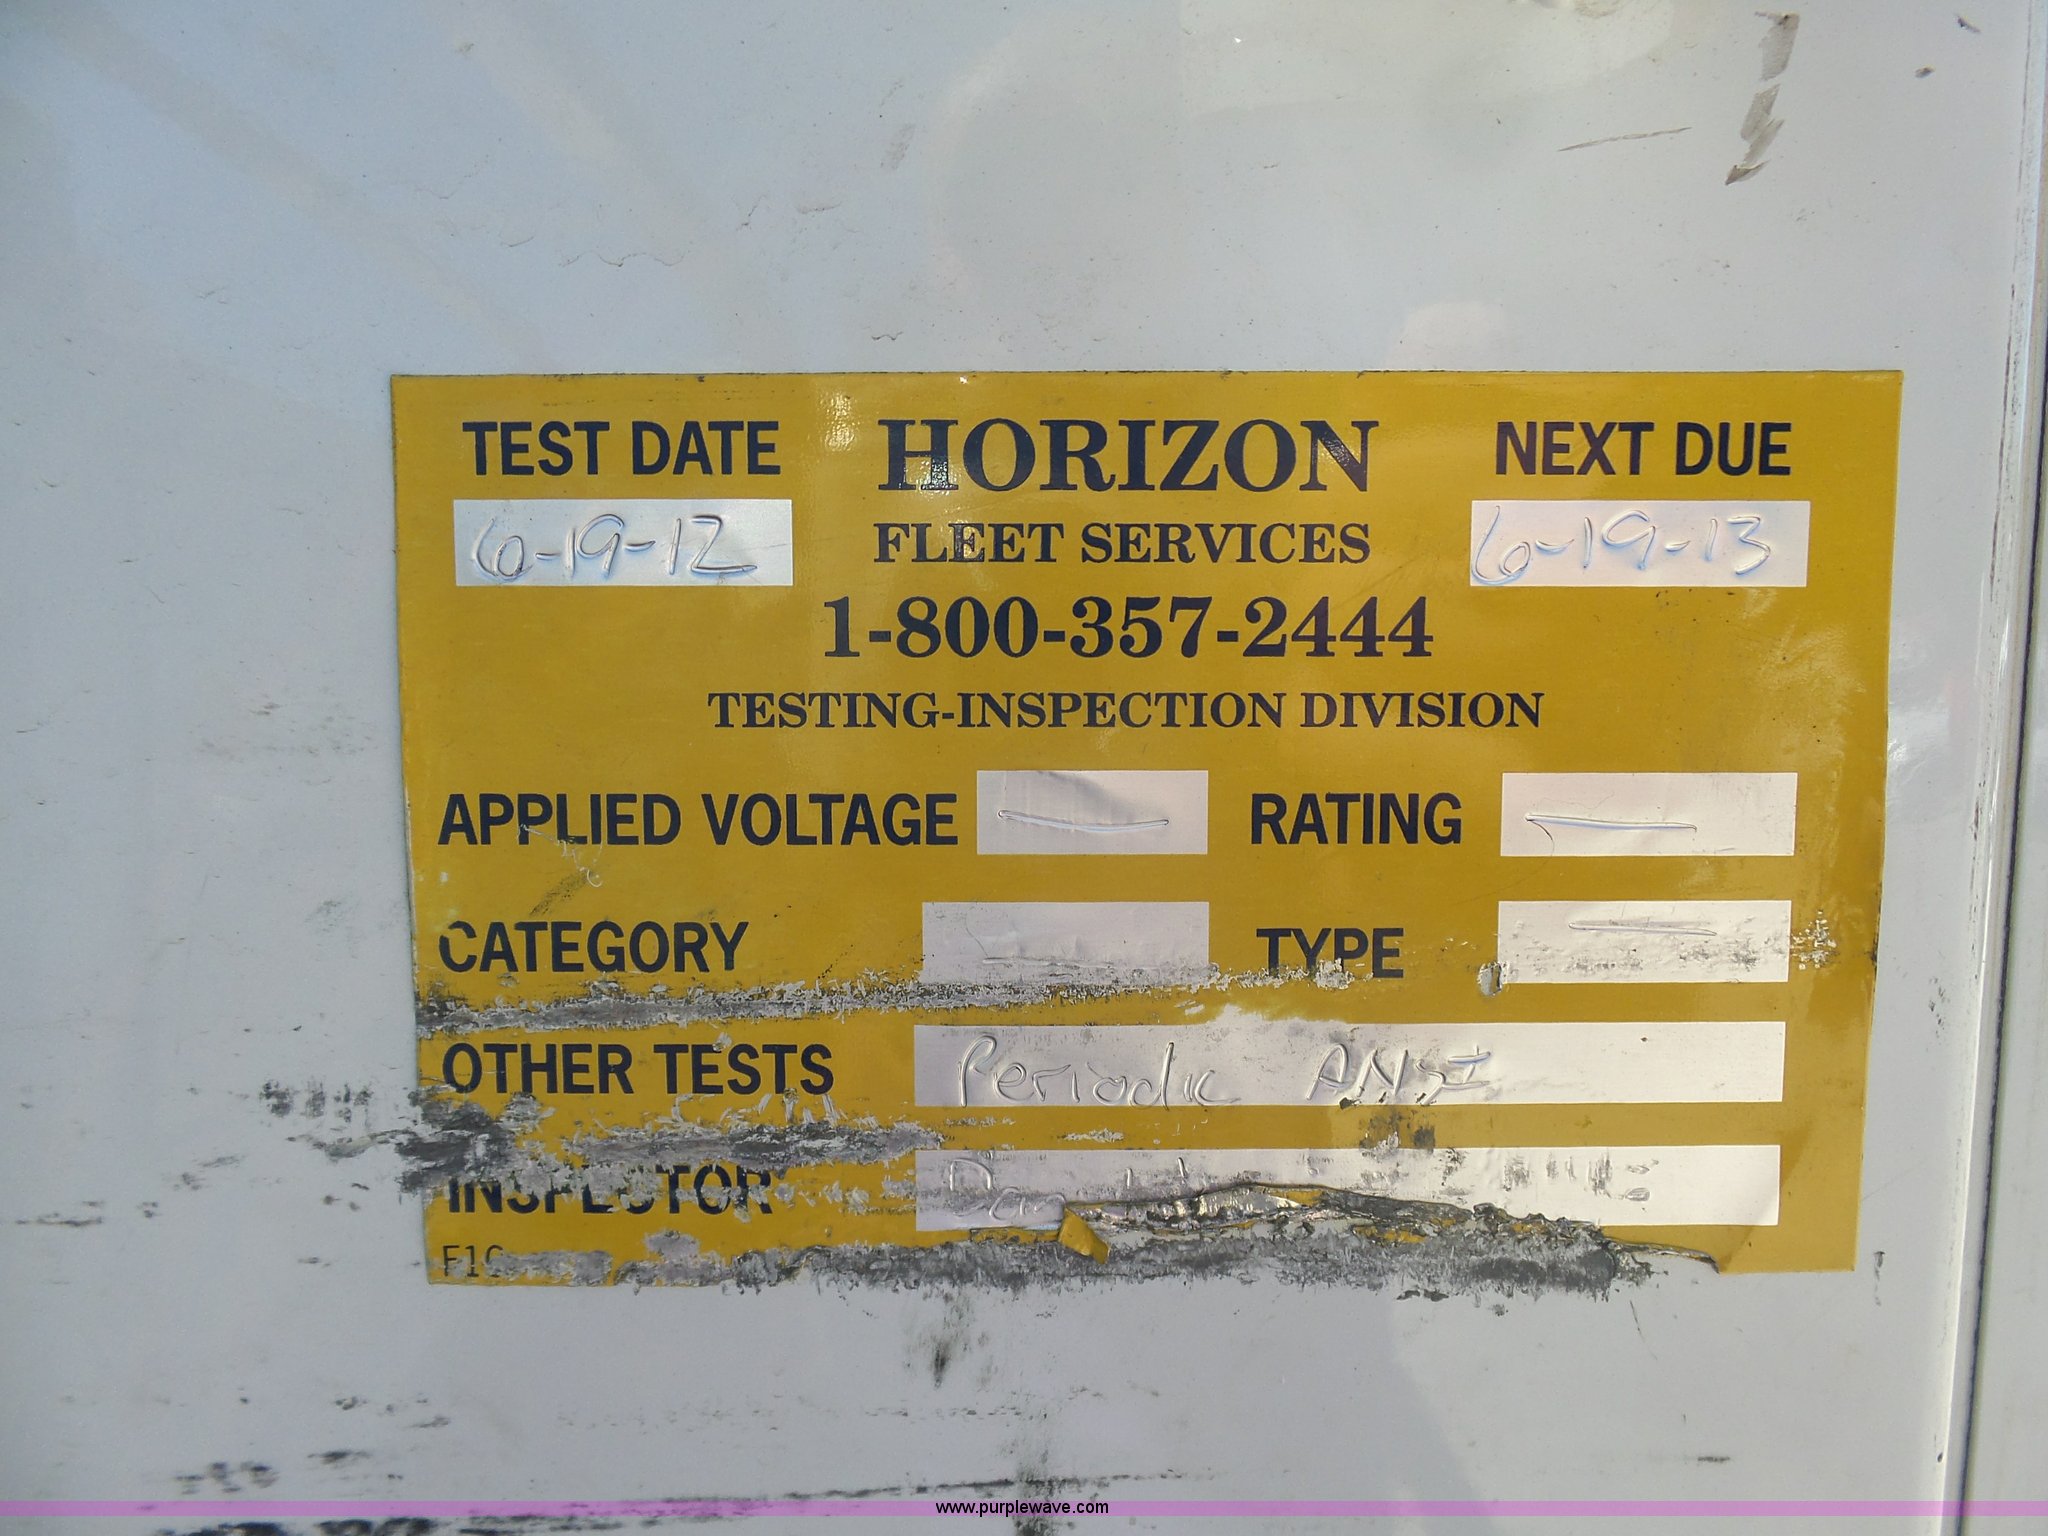 TEST DATE HORIZON NEXT DUE
6-19-12 FLEET SERVICES 6-19-13
1-800-357-2444
TESTING-INSPECTION DIVISION
APPLIED VOLTAGE — RATING —
CATEGORY — TYPE —
OTHER TESTS Periodic ANSI
INSPECTOR
www.purplewave.com